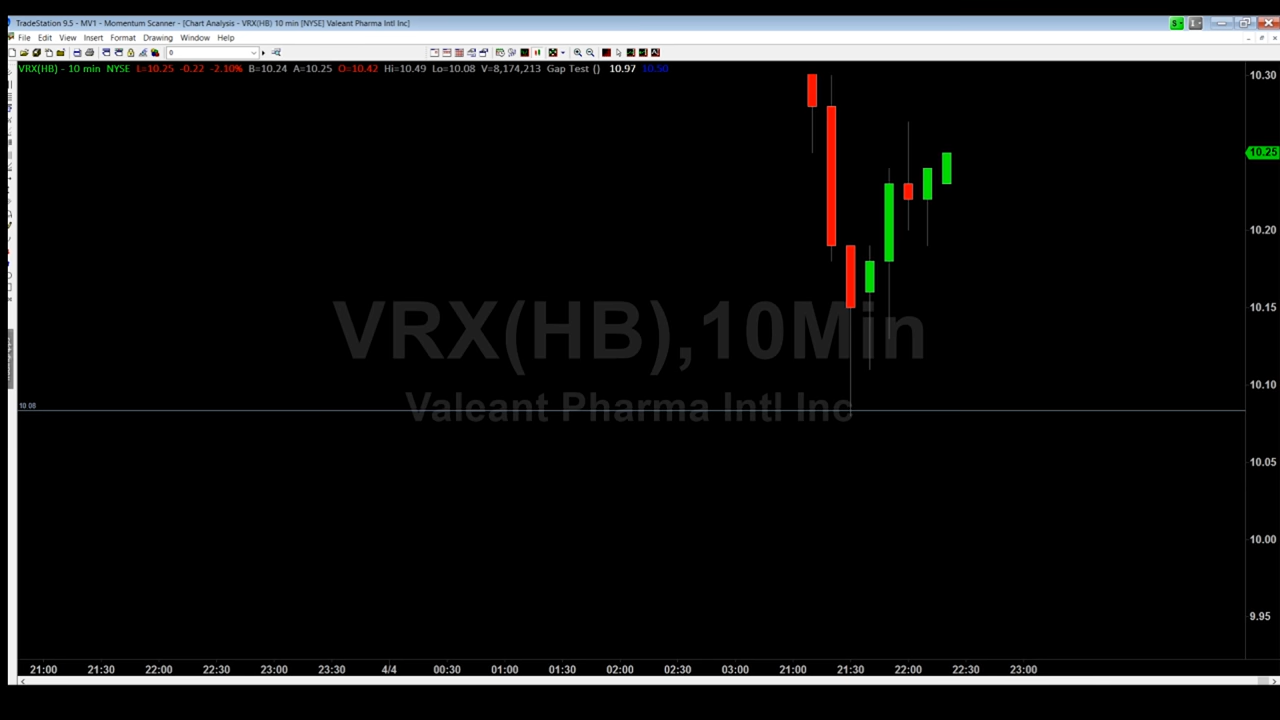 TradeStation 9.5 - MV1 - Momentum Scanner - [Chart Analysis - VRX(HB) 10 min [NYSE] Valeant Pharma Intl Inc]
File Edit View Insert Format Drawing Window Help
0
VRX(HB) - 10 min NYSE L=10.25 -0.22 -2.10% B=10.24 A=10.25 O=10.42 Hi=10.49 Lo=10.08 V=8,174,213 Gap Test () 10.97 10.50
10.30
10.25
10.20
10.15
10.10
10.05
10.00
9.95
VRX(HB),10Min
Valeant Pharma Intl Inc
10.08
21:00 21:30 22:00 22:30 23:00 23:30 4/4 00:30 01:00 01:30 02:00 02:30 03:00 21:00 21:30 22:00 22:30 23:00